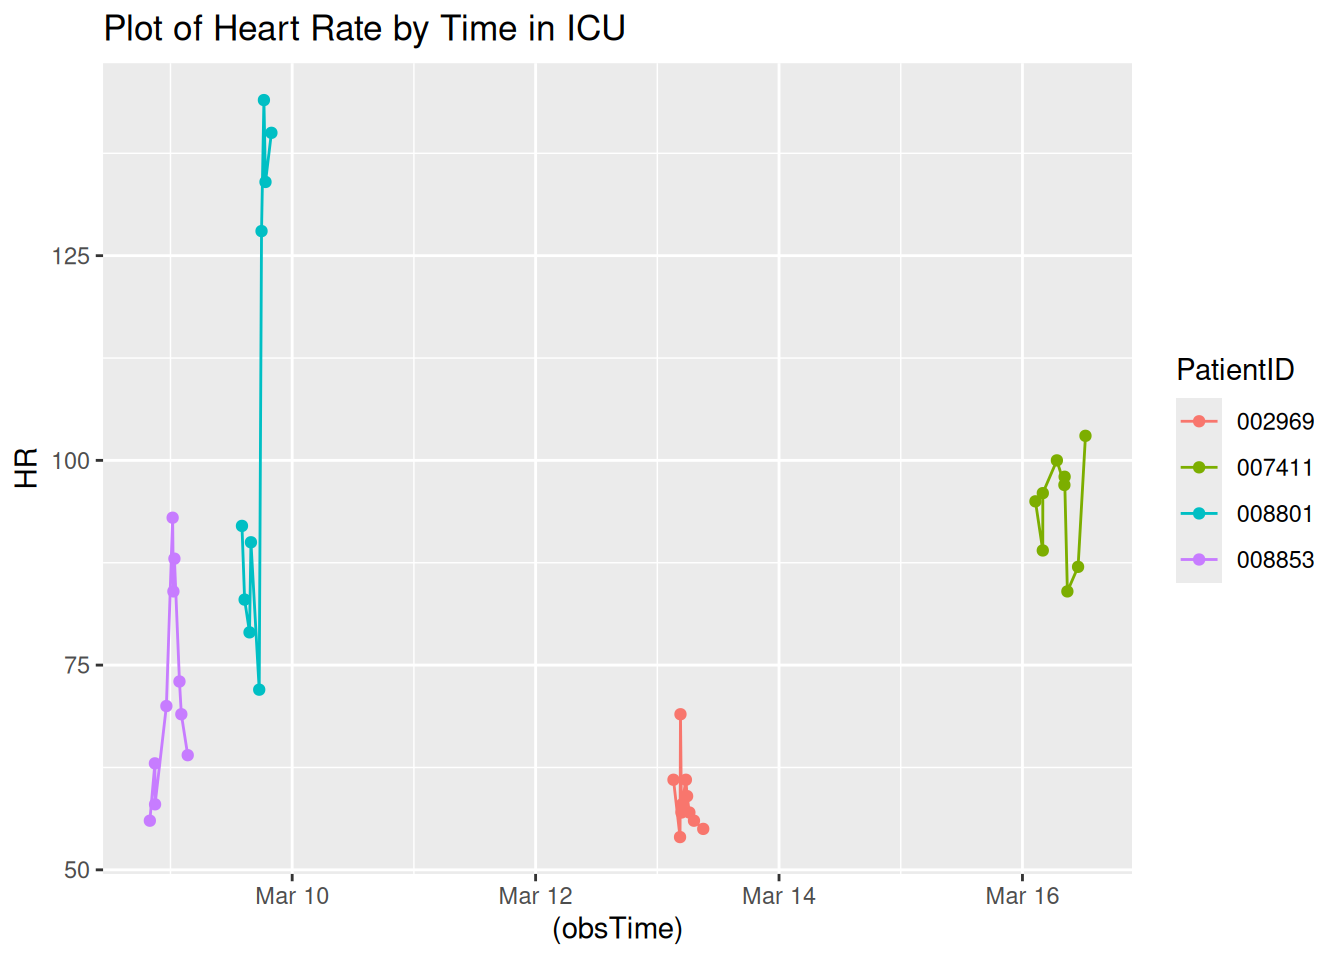 Plot of Heart Rate by Time in ICU
HR
125
100
75
50
Mar 10
Mar 12
Mar 14
Mar 16
(obsTime)
PatientID
002969
007411
008801
008853